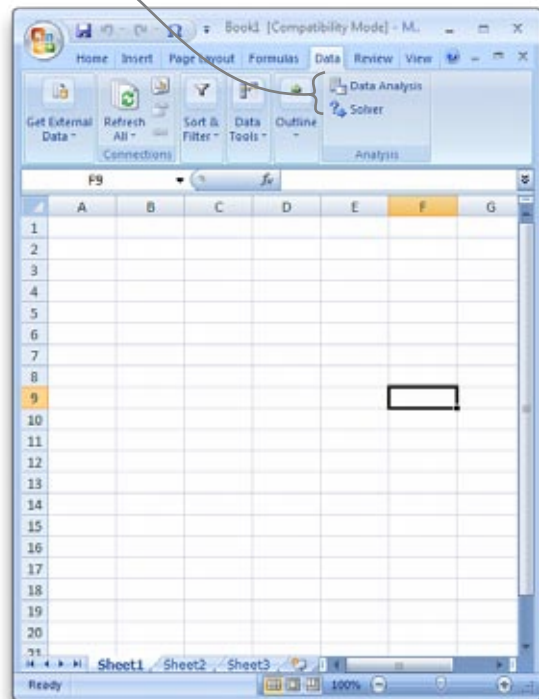 Book1 [Compatibility Mode] - M..
Home Insert Page Layout Formulas Data Review View
Get External Data
Refresh All
Sort & Filter
Data Tools
Outline
Data Analysis
Solver
Connections
Analysis
F9
fx
A B C D E F G
1
2
3
4
5
6
7
8
9
10
11
12
13
14
15
16
17
18
19
20
21
Sheet1 Sheet2 Sheet3
Ready 100%